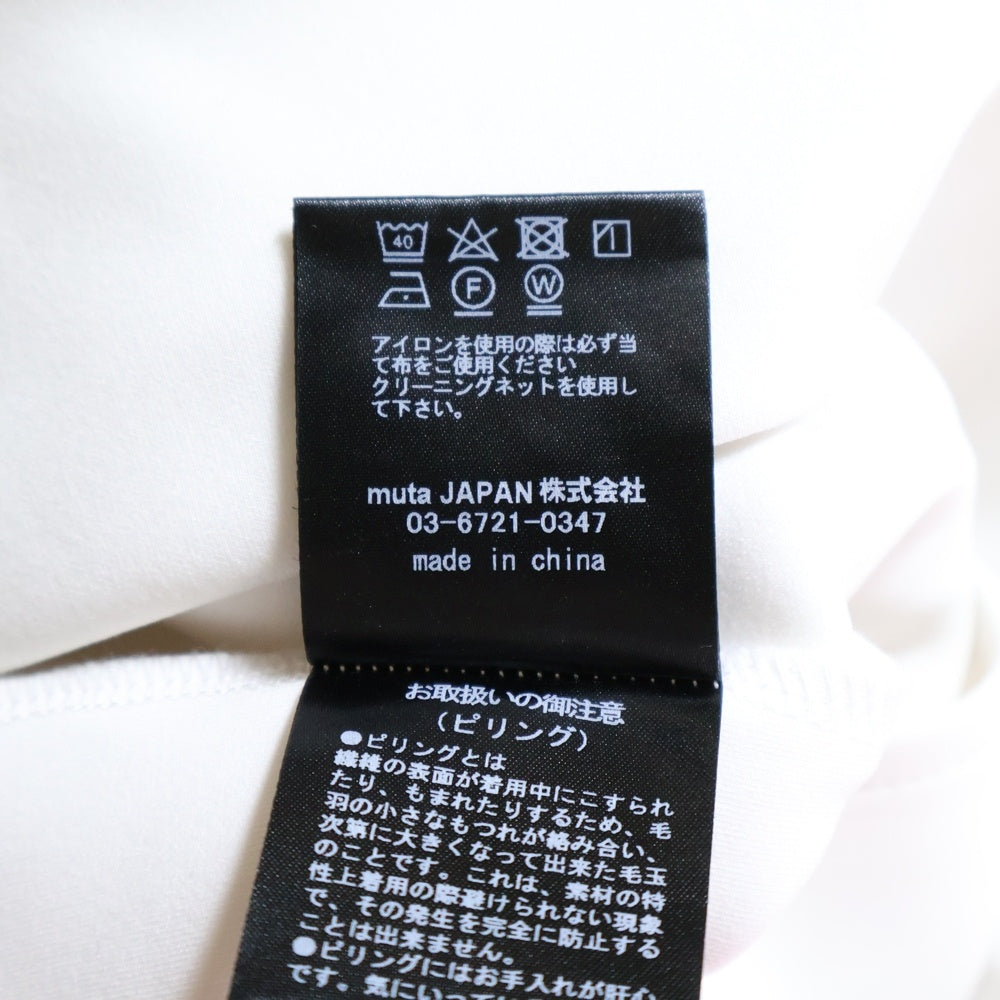 40
F W
アイロンを使用の際は必ず当
て布をご使用ください
クリーニングネットを使用し
て下さい。
muta JAPAN 株式会社
03-6721-0347
made in china
お取扱いの御注意
(ピリング)
●ピリングとは
繊維の表面が着用中にこすられ
たり、もまれたりするため、毛
羽の小さなもつれが絡み合い、
次第に大きくなって出来た毛玉
のことです。これは、素材の特
性上着用の際避けられない現象
で、その発生を完全に防止する
ことは出来ません。
●ピリングにはお手入れが肝心
です。気にいって